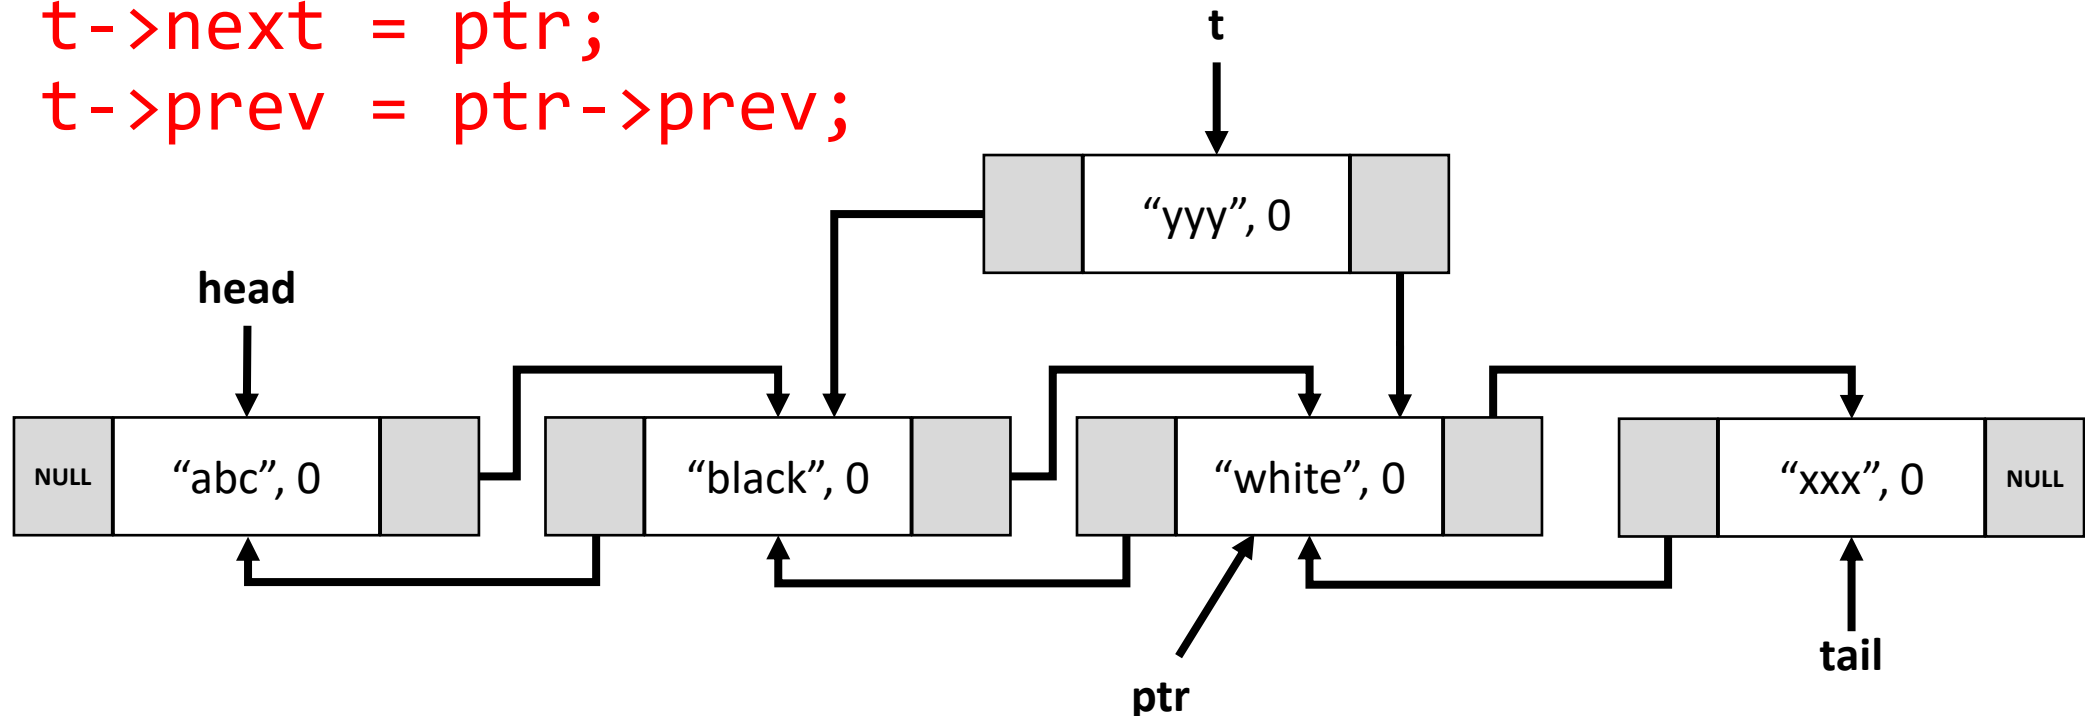 t->next = ptr;
t->prev = ptr->prev;
t
“yyy”, 0
head
NULL “abc”, 0 “black”, 0 “white”, 0 “xxx”, 0 NULL
tail
ptr